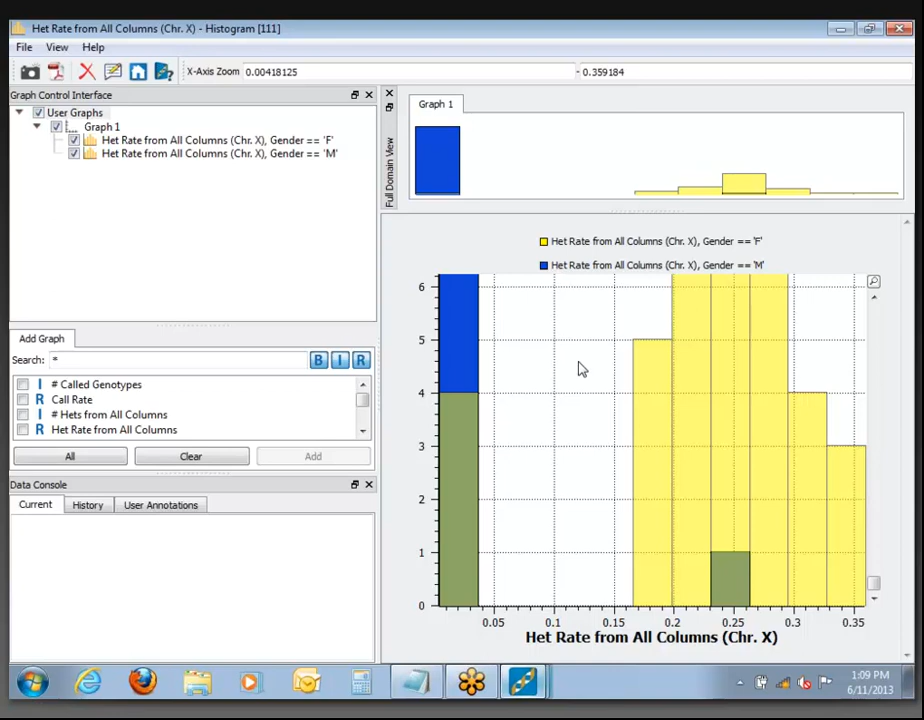 Het Rate from All Columns (Chr. X) - Histogram [111]
File View Help
X-Axis Zoom 0.00418125 - 0.359184
Graph Control Interface
User Graphs
Graph 1
Het Rate from All Columns (Chr. X), Gender == 'F'
Het Rate from All Columns (Chr. X), Gender == 'M'
Add Graph
Search: * B I R
I # Called Genotypes
R Call Rate
I # Hets from All Columns
R Het Rate from All Columns
All Clear Add
Data Console
Current History User Annotations
Full Domain View
Graph 1
Het Rate from All Columns (Chr. X), Gender == 'F'
Het Rate from All Columns (Chr. X), Gender == 'M'
6
5
4
3
2
1
0
0.05 0.1 0.15 0.2 0.25 0.3 0.35
Het Rate from All Columns (Chr. X)
1:09 PM
6/11/2013